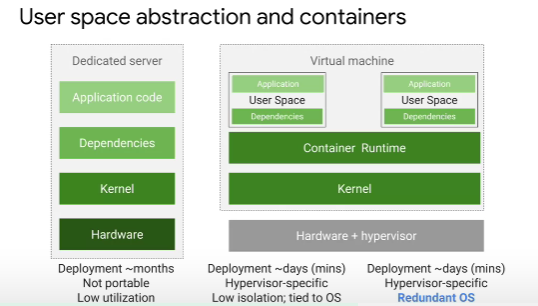 User space abstraction and containers
Dedicated server
Application code
Dependencies
Kernel
Hardware
Deployment ~months
Not portable
Low utilization
Virtual machine
Application
User Space
Dependencies
Application
User Space
Dependencies
Container Runtime
Kernel
Hardware + hypervisor
Deployment ~days (mins)
Hypervisor-specific
Low isolation; tied to OS
Deployment ~days (mins)
Hypervisor-specific
Redundant OS